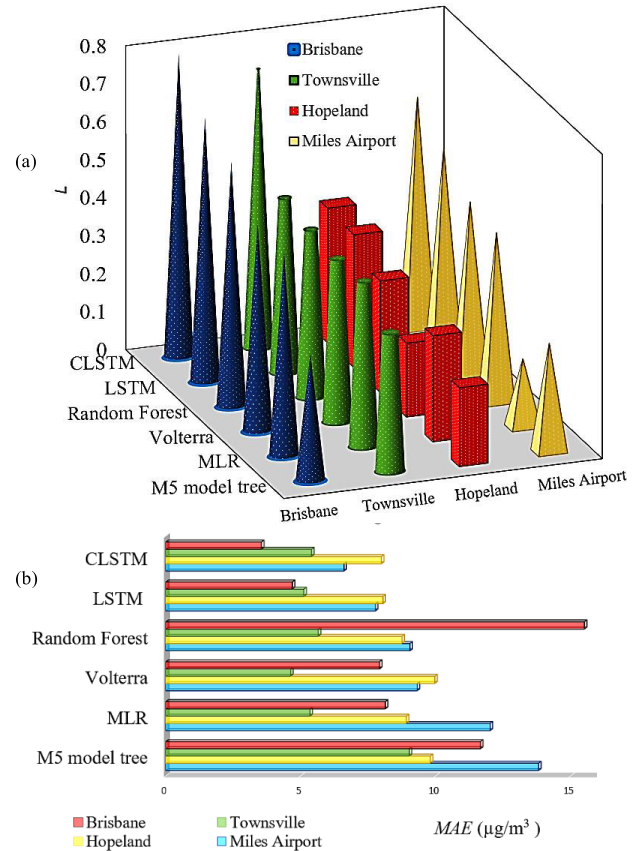 (a)
L
0.8
0.7
0.6
0.5
0.4
0.3
0.2
0.1
0
Brisbane
Townsville
Hopeland
Miles Airport
CLSTM
LSTM
Random Forest
Volterra
MLR
M5 model tree
Brisbane
Townsville
Hopeland
Miles Airport
(b)
CLSTM
LSTM
Random Forest
Volterra
MLR
M5 model tree
0 5 10 15
Brisbane Townsville
Hopeland Miles Airport
MAE (µg/m³ )